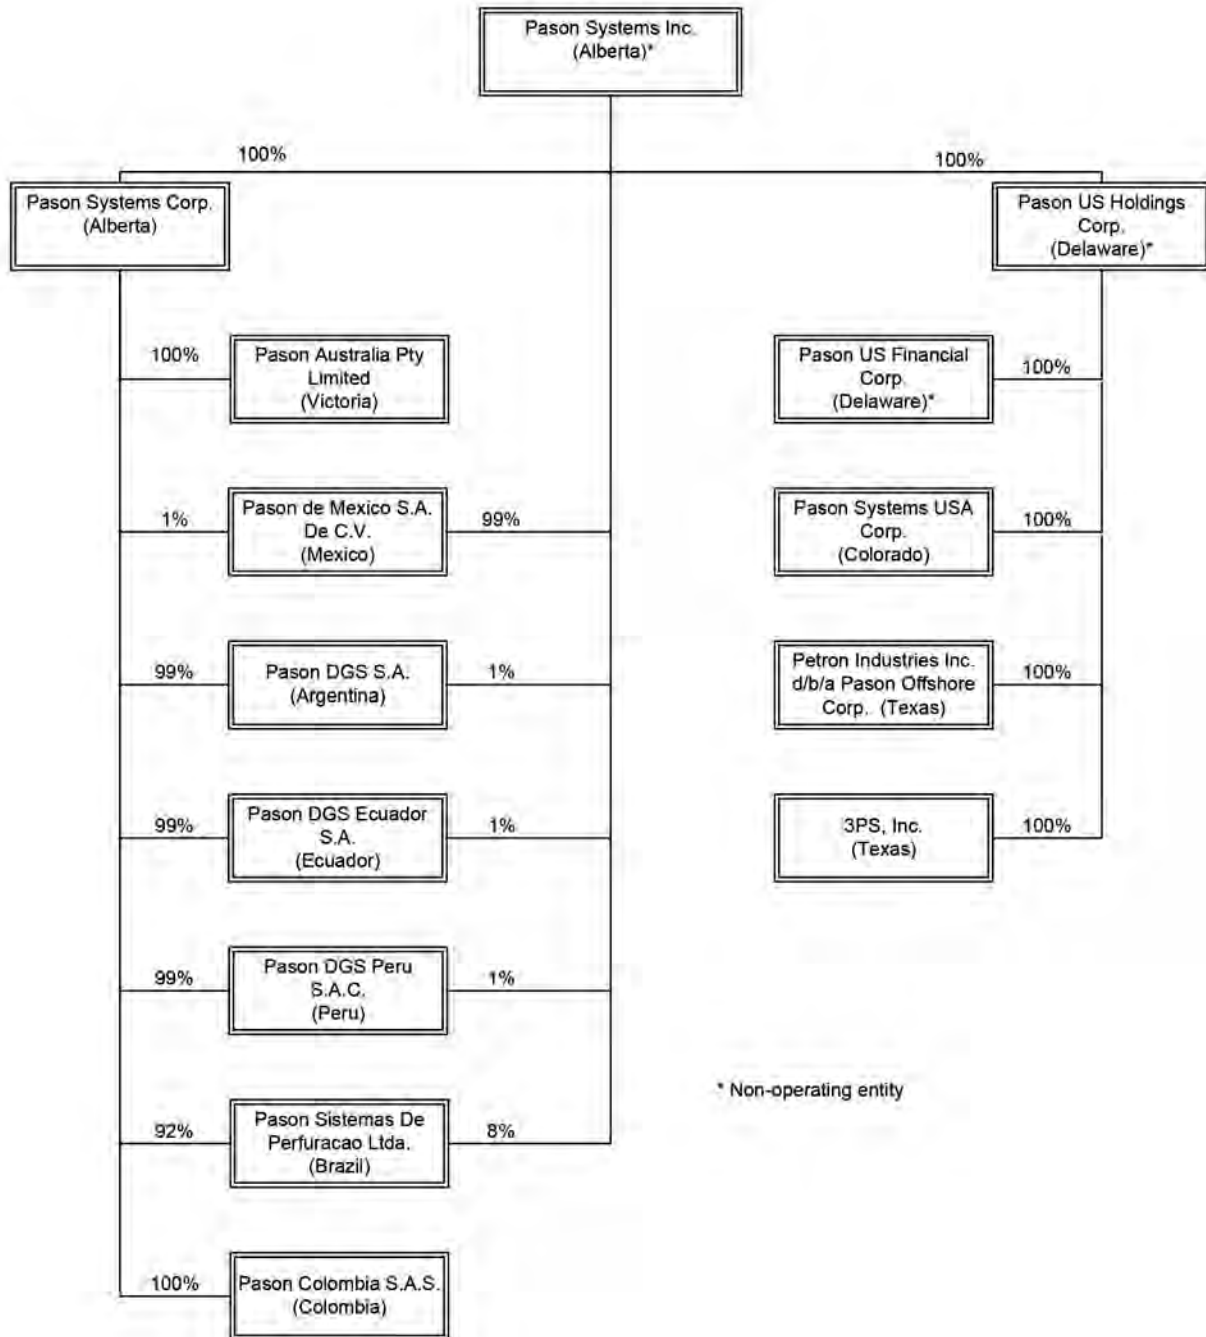 Pason Systems Inc.
(Alberta)*
100%
100%
Pason Systems Corp.
(Alberta)
Pason US Holdings
Corp.
(Delaware)*
100%
Pason Australia Pty
Limited
(Victoria)
Pason US Financial
Corp.
(Delaware)*
100%
1%
Pason de Mexico S.A.
De C.V.
(Mexico)
99%
Pason Systems USA
Corp.
(Colorado)
100%
99%
Pason DGS S.A.
(Argentina)
1%
Petron Industries Inc.
d/b/a Pason Offshore
Corp. (Texas)
100%
99%
Pason DGS Ecuador
S.A.
(Ecuador)
1%
3PS, Inc.
(Texas)
100%
99%
Pason DGS Peru
S.A.C.
(Peru)
1%
* Non-operating entity
92%
Pason Sistemas De
Perfuracao Ltda.
(Brazil)
8%
100%
Pason Colombia S.A.S.
(Colombia)